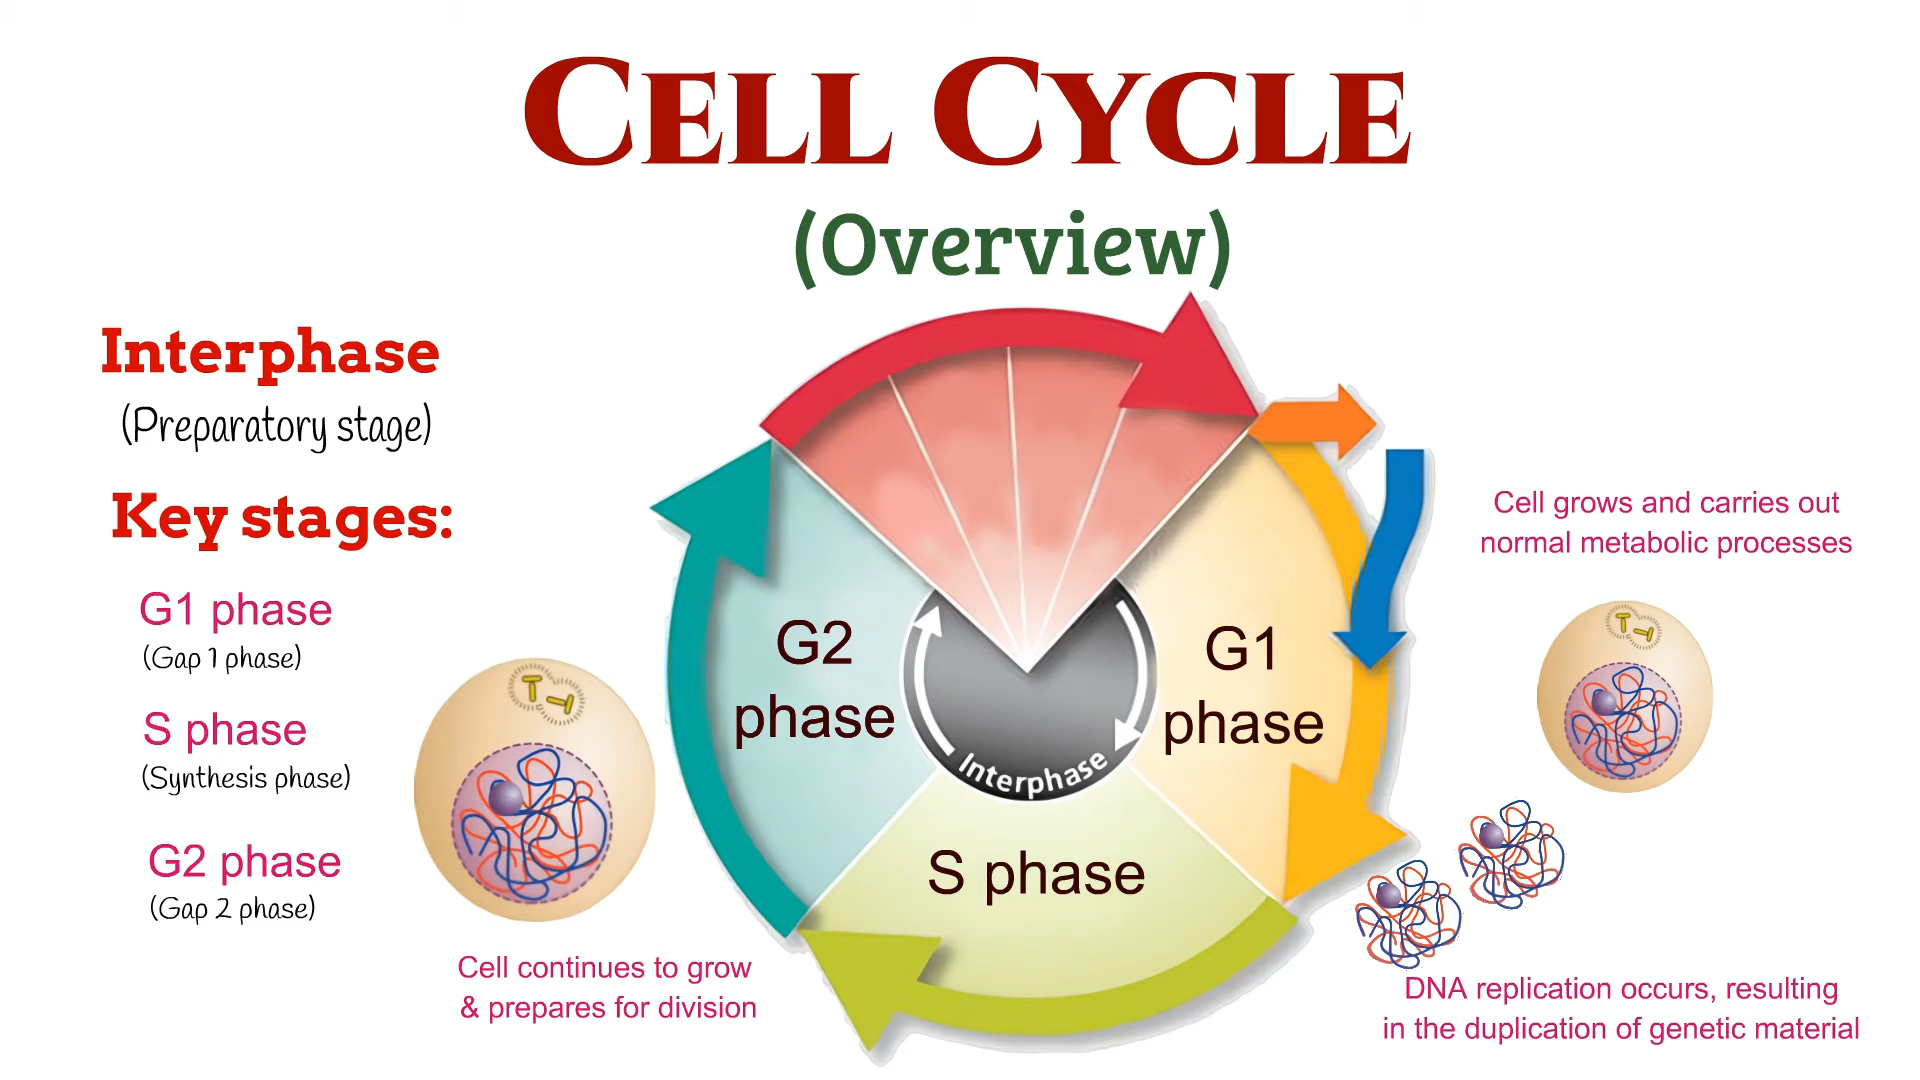 CELL CYCLE
(Overview)
Interphase
(Preparatory stage)
Key stages:
G1 phase
(Gap 1 phase)
S phase
(Synthesis phase)
G2 phase
(Gap 2 phase)
G2
phase
G1
phase
S phase
Interphase
Cell grows and carries out
normal metabolic processes
DNA replication occurs, resulting
in the duplication of genetic material
Cell continues to grow
& prepares for division